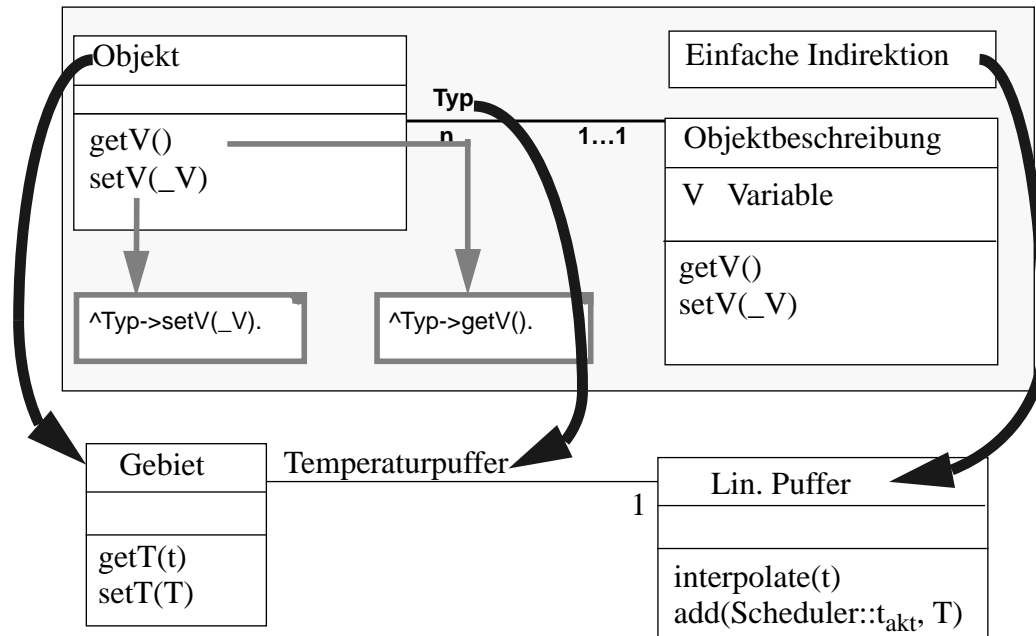 Objekt
Einfache Indirektion
Typ
n
1...1
getV()
setV(_V)
Objektbeschreibung
V Variable
getV()
setV(_V)
^Typ->setV(_V).
^Typ->getV().
Gebiet
Temperaturpuffer
1
Lin. Puffer
getT(t)
setT(T)
interpolate(t)
add(Scheduler::takt, T)